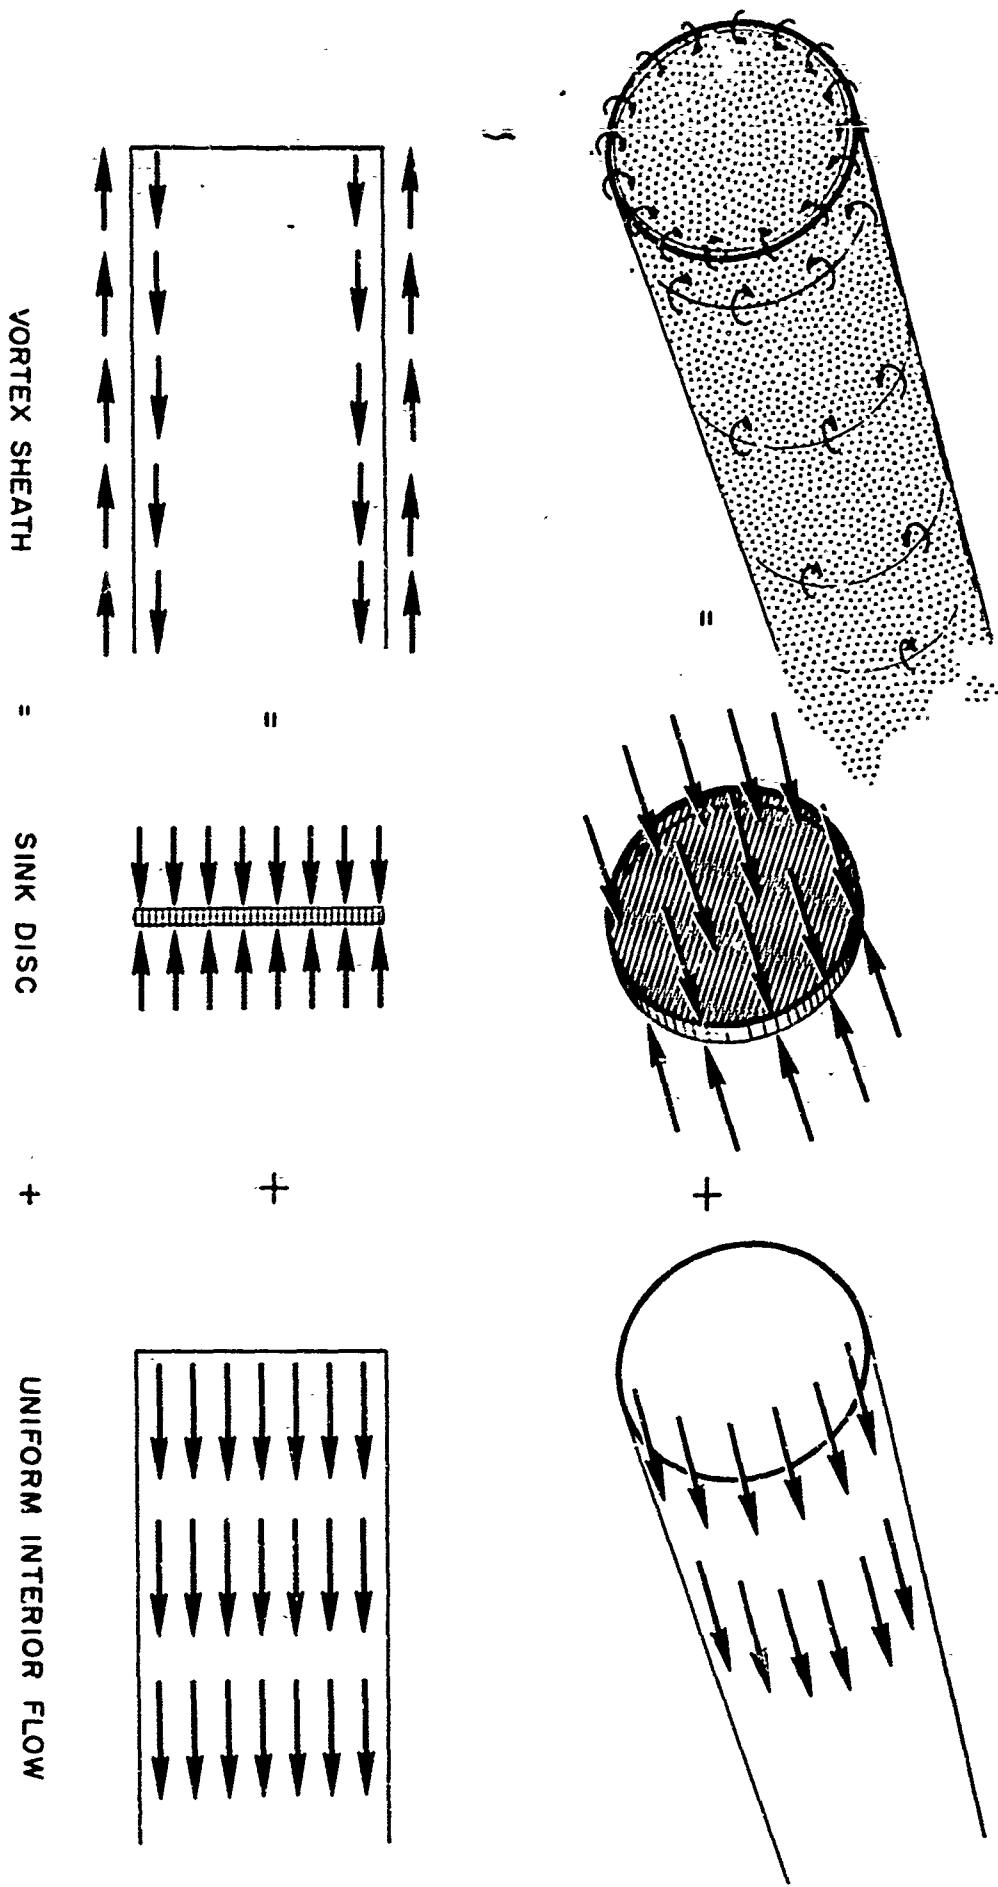 =
+
=
+
VORTEX SHEATH = SINK DISC + UNIFORM INTERIOR FLOW